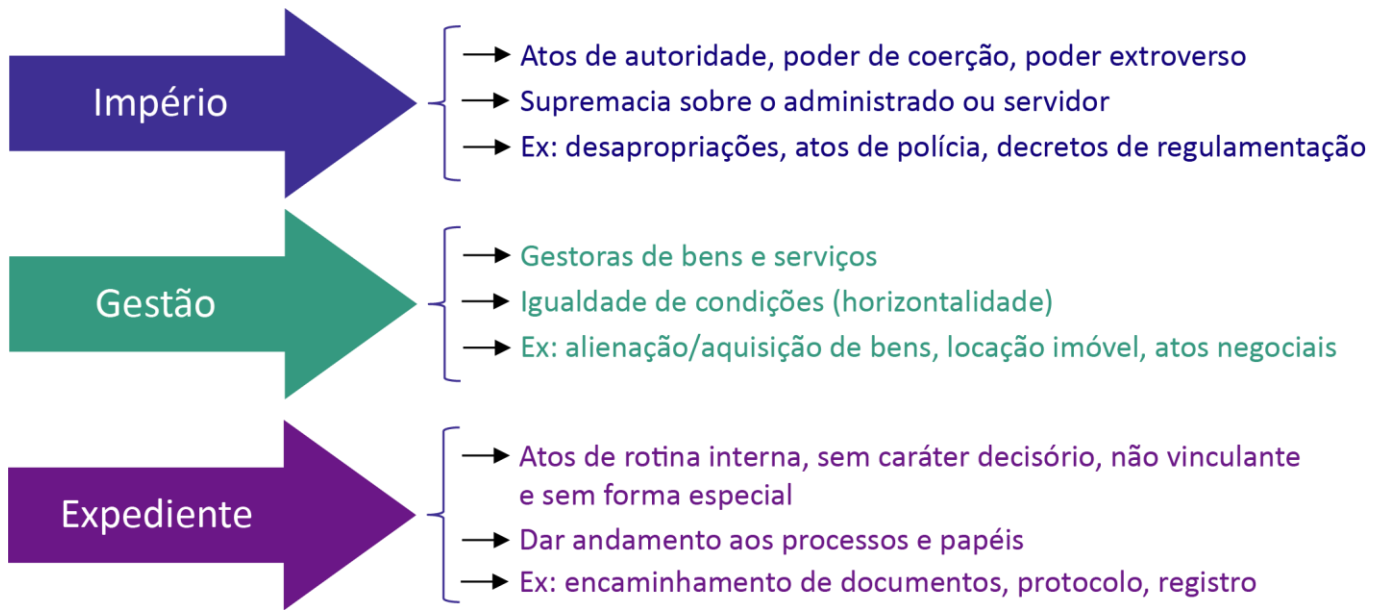 Império
Atos de autoridade, poder de coerção, poder extroverso
Supremacia sobre o administrado ou servidor
Ex: desapropriações, atos de polícia, decretos de regulamentação
Gestão
Gestoras de bens e serviços
Igualdade de condições (horizontalidade)
Ex: alienação/aquisição de bens, locação imóvel, atos negociais
Expediente
Atos de rotina interna, sem caráter decisório, não vinculante
e sem forma especial
Dar andamento aos processos e papéis
Ex: encaminhamento de documentos, protocolo, registro